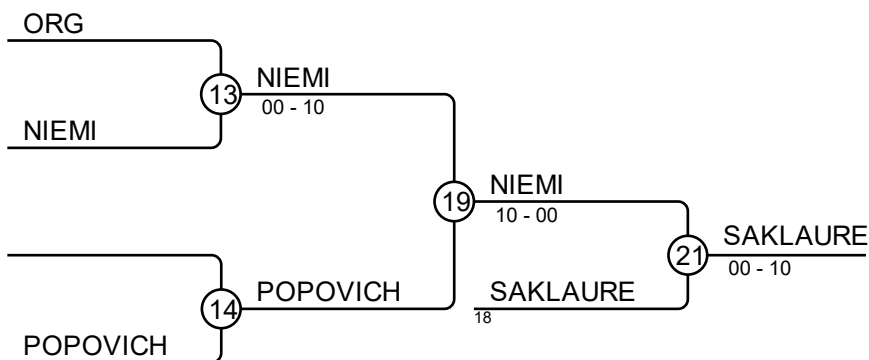 ORG
13
NIEMI
00 - 10
NIEMI
19
NIEMI
10 - 00
21
SAKLAURE
00 - 10
14
POPOVICH
SAKLAURE
18
POPOVICH